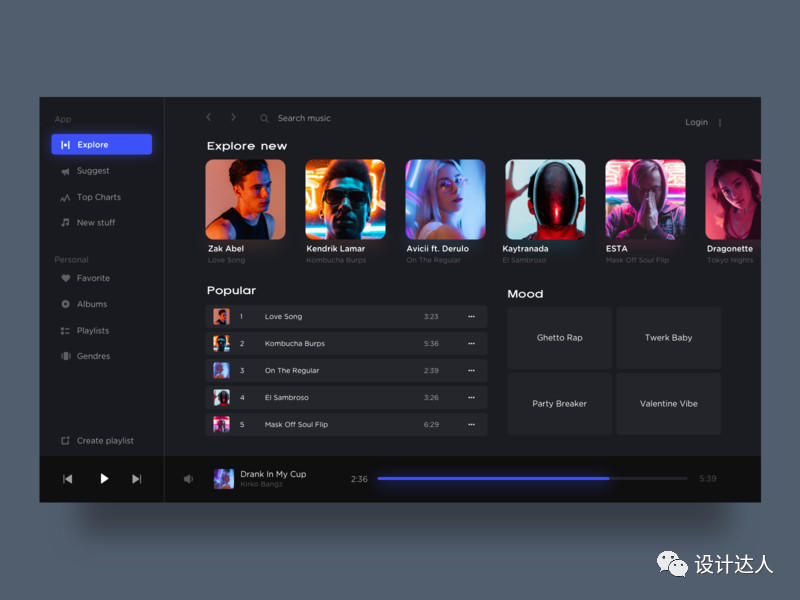 App
Explore
Suggest
Top Charts
New stuff
Personal
Favorite
Albums
Playlists
Gendres
Create playlist
Search music
Login
Explore new
Zak Abel
Love Song
Kendrik Lamar
Kombucha Burps
Avicii ft. Derulo
On The Regular
Kaytranada
El Sambroso
ESTA
Mask Off Soul Flip
Dragonette
Tokyo Nights
Popular
1 Love Song 3:23
2 Kombucha Burps 5:36
3 On The Regular 2:39
4 El Sambroso 3:26
5 Mask Off Soul Flip 6:29
Mood
Ghetto Rap
Twerk Baby
Party Breaker
Valentine Vibe
Drank In My Cup
Kirko Bangz
2:36
5:39
设计达人